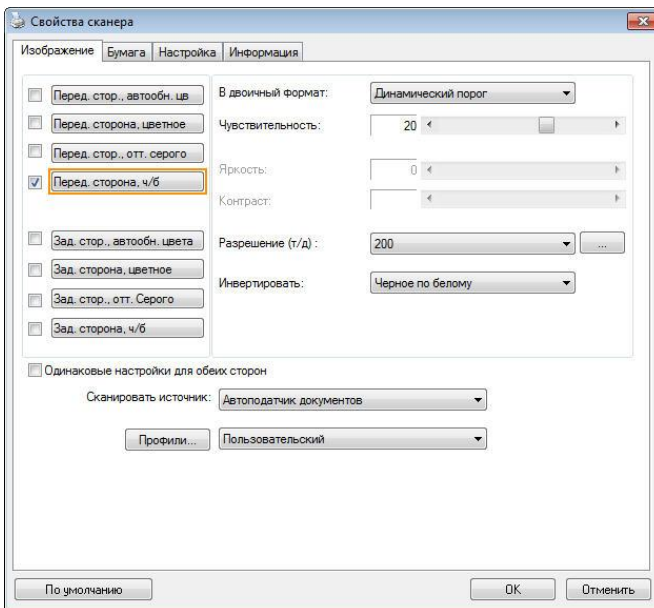 Свойства сканера
Изображение Бумага Настройка Информация
Перед. стор., автообн. цв
Перед. сторона, цветное
Перед. стор., отт. серого
Перед. сторона, ч/б
Зад. стор., автообн. цвета
Зад. сторона, цветное
Зад. стор., отт. Серого
Зад. сторона, ч/б
В двоичный формат: Динамический порог
Чувствительность: 20
Яркость: 0
Контраст:
Разрешение (т/д) : 200 ...
Инвертировать: Черное по белому
Одинаковые настройки для обеих сторон
Сканировать источник: Автоподатчик документов
Профили... Пользовательский
По умолчанию OK Отменить